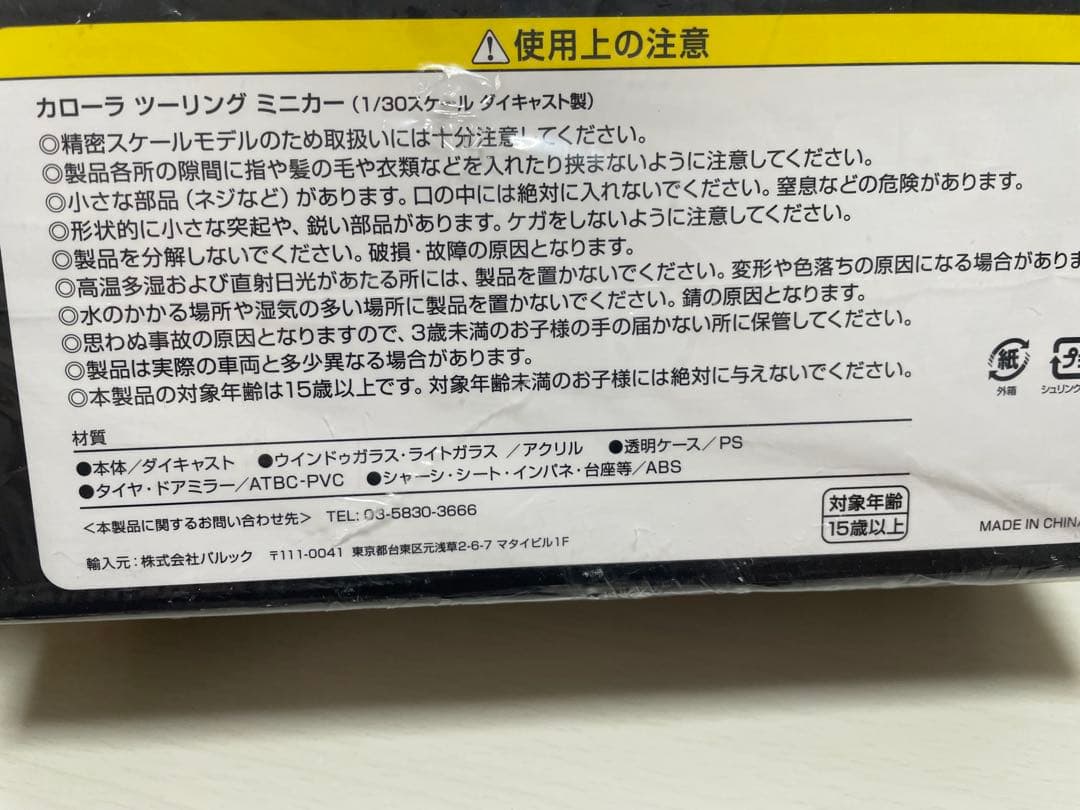 使用上の注意
カローラ ツーリング ミニカー（1/30スケール ダイキャスト製）
◎精密スケールモデルのため取扱いには十分注意してください。
◎製品各所の隙間に指や髪の毛や衣類などを入れたり挟まないように注意してください。
◎小さな部品（ネジなど）があります。口の中には絶対に入れないでください。窒息などの危険があります。
◎形状的に小さな突起や、鋭い部品があります。ケガをしないように注意してください。
◎製品を分解しないでください。破損・故障の原因となります。
◎高温多湿および直射日光があたる所には、製品を置かないでください。変形や色落ちの原因になる場合がありま
◎水のかかる場所や湿気の多い場所に製品を置かないでください。錆の原因となります。
◎思わぬ事故の原因となりますので、3歳未満のお子様の手の届かない所に保管してください。
◎製品は実際の車両と多少異なる場合があります。
◎本製品の対象年齢は15歳以上です。対象年齢未満のお子様には絶対に与えないでください。
紙
外箱
プラ
シュリンク
材質
●本体／ダイキャスト ●ウインドゥガラス・ライトガラス ／アクリル ●透明ケース／PS
●タイヤ・ドアミラー／ATBC-PVC ●シャーシ・シート・インパネ・台座等／ABS
＜本製品に関するお問い合わせ先＞ TEL: 03-5830-3666
対象年齢
15歳以上
MADE IN CHINA
輸入元：株式会社バルック 〒111-0041 東京都台東区元浅草2-6-7 マタイビル1F